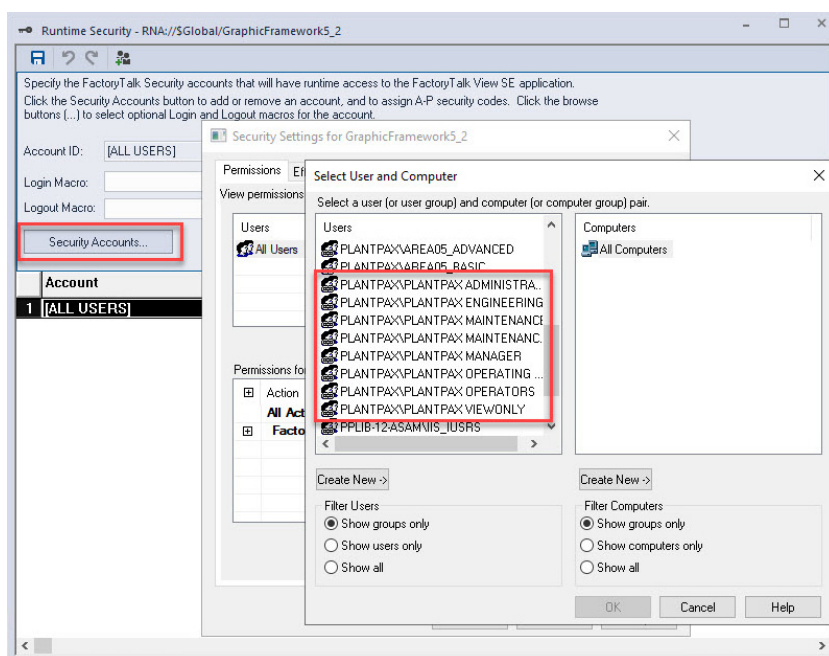 Runtime Security - RNA://$Global/GraphicFramework5_2
Specify the FactoryTalk Security accounts that will have runtime access to the FactoryTalk View SE application.
Click the Security Accounts button to add or remove an account, and to assign A-P security codes. Click the browse
buttons (...) to select optional Login and Logout macros for the account.
Account ID: [ALL USERS]
Login Macro:
Logout Macro:
Security Accounts...
Account
1 [ALL USERS]
Security Settings for GraphicFramework5_2
Permissions Ef
View permissions
Users
All Users
Permissions fo
Action
All Act
Facto
Select User and Computer
Select a user (or user group) and computer (or computer group) pair.
Users
PLANTPAX\AREA05_ADVANCED
PLANTPAX\AREA05_BASIC
PLANTPAX\PLANTPAX ADMINISTRA..
PLANTPAX\PLANTPAX ENGINEERING
PLANTPAX\PLANTPAX MAINTENANCE
PLANTPAX\PLANTPAX MAINTENANC.
PLANTPAX\PLANTPAX MANAGER
PLANTPAX\PLANTPAX OPERATING ...
PLANTPAX\PLANTPAX OPERATORS
PLANTPAX\PLANTPAX VIEWONLY
PPLIB-12-ASAM\IIS_IUSRS
Computers
All Computers
Create New ->
Create New ->
Filter Users
Show groups only
Show users only
Show all
Filter Computers
Show groups only
Show computers only
Show all
OK Cancel Help